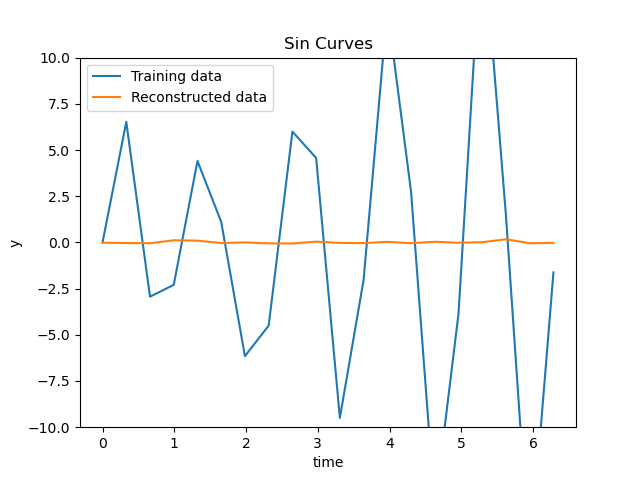 Sin Curves
Training data
Reconstructed data
10.0
7.5
5.0
2.5
0.0
−2.5
−5.0
−7.5
−10.0
y
0 1 2 3 4 5 6
time